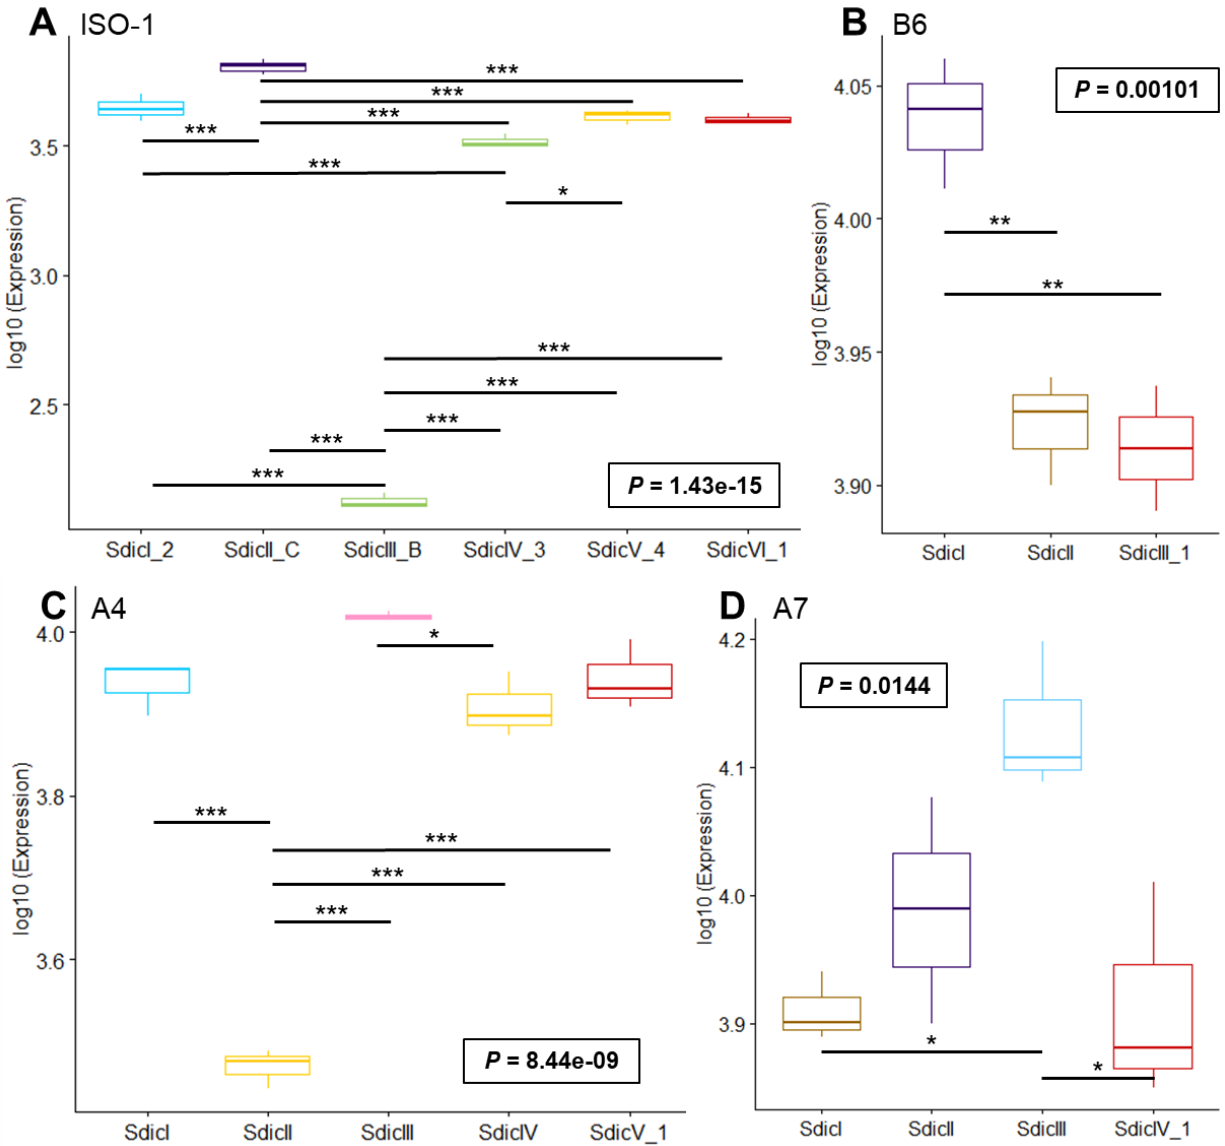 A ISO-1
log10 (Expression)
3.5
3.0
2.5
***
***
***
***
***
*
***
***
***
***
***
P = 1.43e-15
SdicI_2 SdicII_C SdicIII_B SdicIV_3 SdicV_4 SdicVI_1
B B6
log10 (Expression)
4.05
4.00
3.95
3.90
P = 0.00101
**
**
SdicI SdicII SdicIII_1
C A4
log10 (Expression)
4.0
3.8
3.6
*
***
***
***
***
P = 8.44e-09
SdicI SdicII SdicIII SdicIV SdicV_1
D A7
log10 (Expression)
4.2
4.1
4.0
3.9
P = 0.0144
*
*
SdicI SdicII SdicIII SdicIV_1